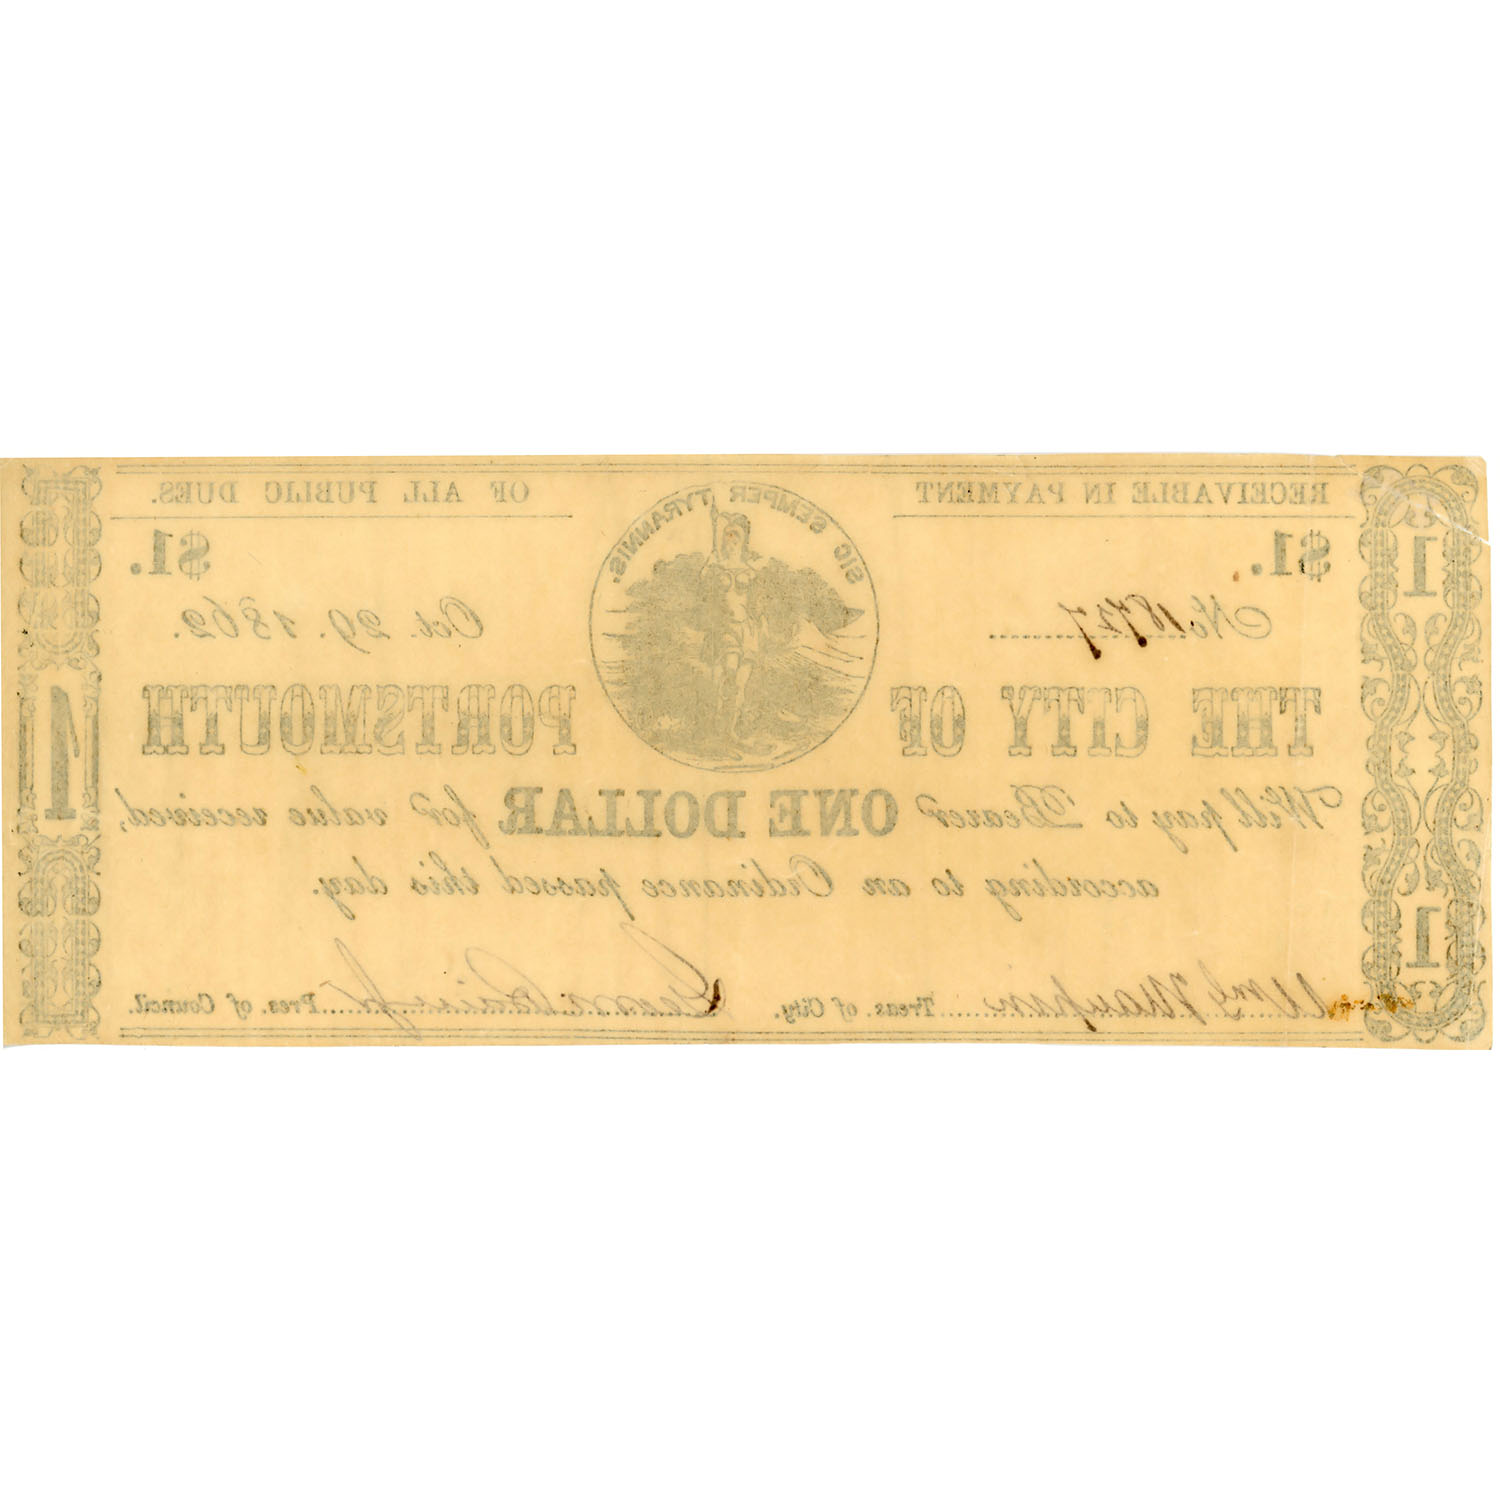 RECEIVABLE IN PAYMENT OF ALL PUBLIC DUES.
SIC SEMPER TYRANNIS.
$1. $1.
No. 18727 Oct. 29. 1862.
THE CITY OF PORTSMOUTH
Will pay to Bearer ONE DOLLAR for value received,
according to an Ordinance passed this day.
Treas. of City. Pres. of Council.
1
1
1